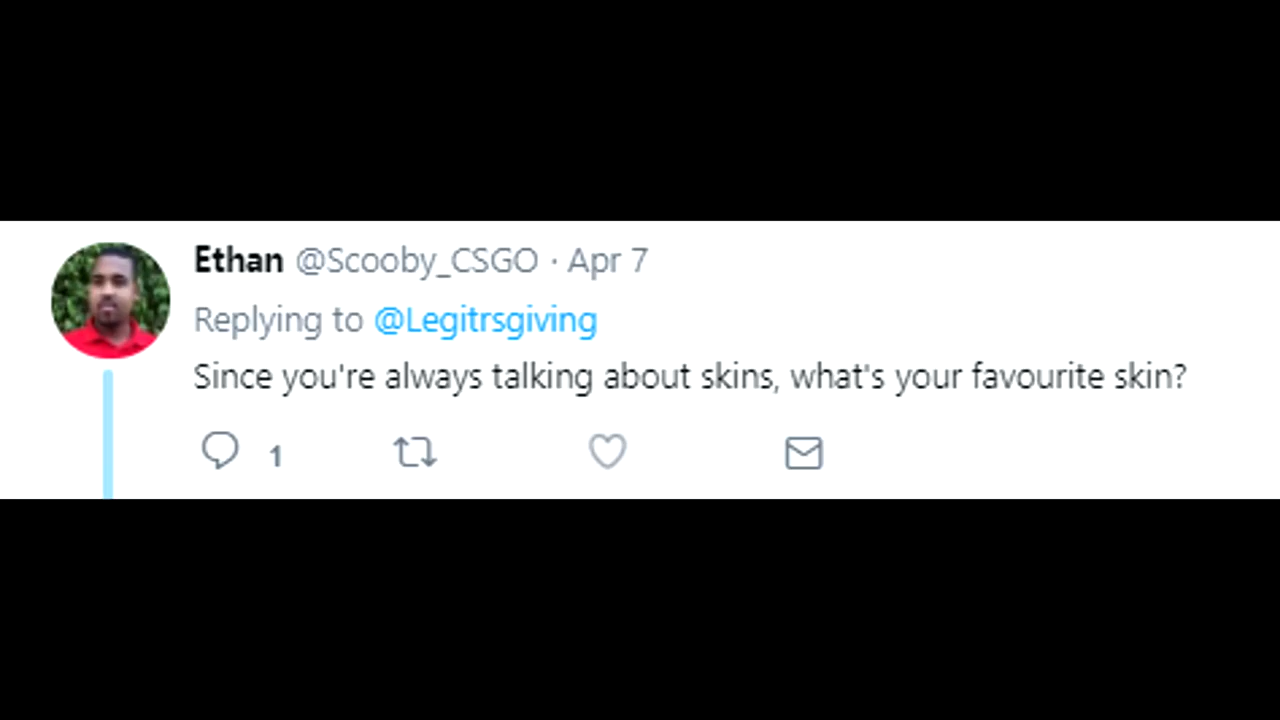 Ethan @Scooby_CSGO · Apr 7
Replying to @Legitrsgiving
Since you're always talking about skins, what's your favourite skin?
1